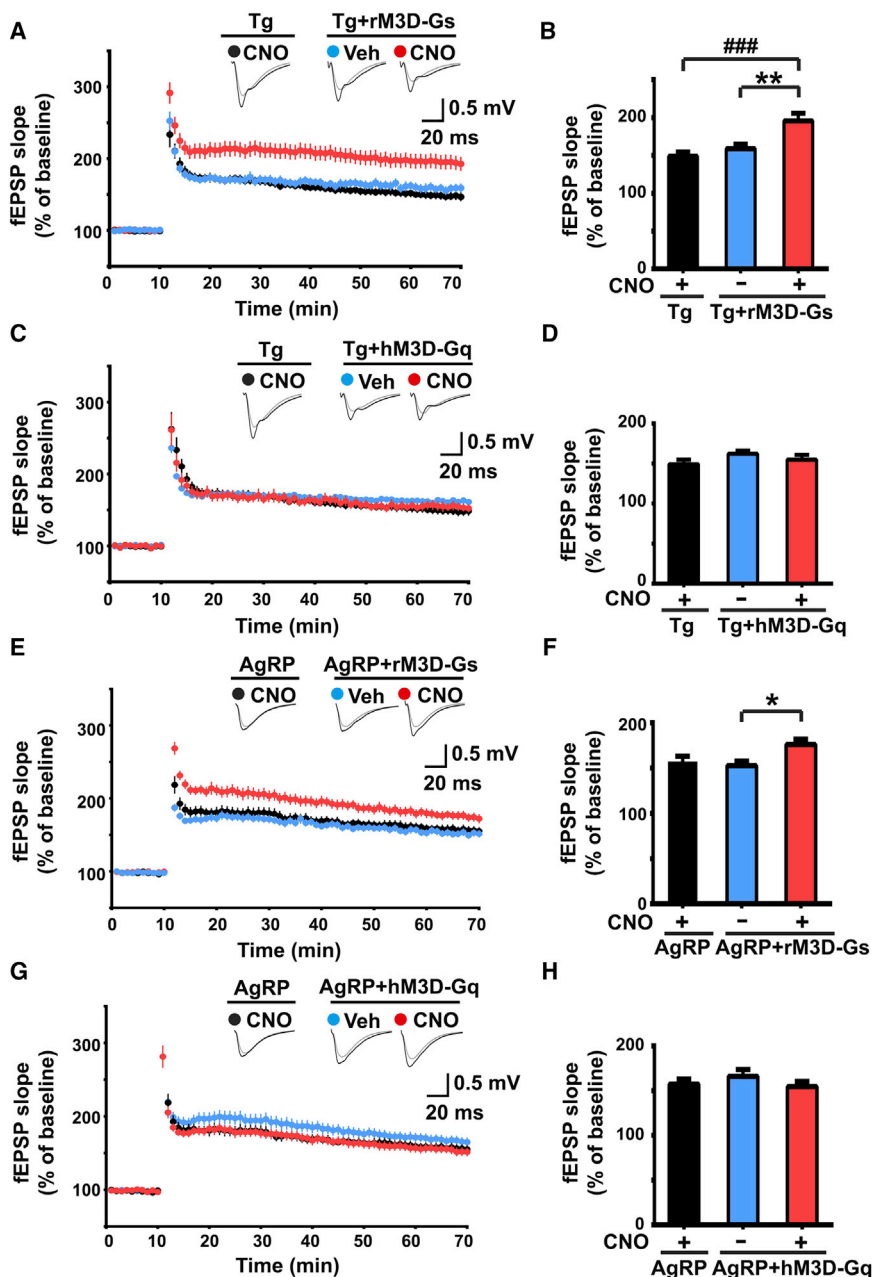 A
Tg
Tg+rM3D-Gs
CNO
Veh
CNO
0.5 mV
20 ms
fEPSP slope
(% of baseline)
300
200
100
0
10
20
30
40
50
60
70
Time (min)
B
###
**
fEPSP slope
(% of baseline)
200
150
100
50
0
CNO + − +
Tg
Tg+rM3D-Gs
C
Tg
Tg+hM3D-Gq
CNO
Veh
CNO
0.5 mV
20 ms
fEPSP slope
(% of baseline)
300
200
100
0
10
20
30
40
50
60
70
Time (min)
D
fEPSP slope
(% of baseline)
200
150
100
50
0
CNO + − +
Tg
Tg+hM3D-Gq
E
AgRP
AgRP+rM3D-Gs
CNO
Veh
CNO
0.5 mV
20 ms
fEPSP slope
(% of baseline)
300
200
100
0
10
20
30
40
50
60
70
Time (min)
F
*
fEPSP slope
(% of baseline)
200
150
100
50
0
CNO + − +
AgRP
AgRP+rM3D-Gs
G
AgRP
AgRP+hM3D-Gq
CNO
Veh
CNO
0.5 mV
20 ms
fEPSP slope
(% of baseline)
300
200
100
0
10
20
30
40
50
60
70
Time (min)
H
fEPSP slope
(% of baseline)
200
150
100
50
0
CNO + − +
AgRP
AgRP+hM3D-Gq